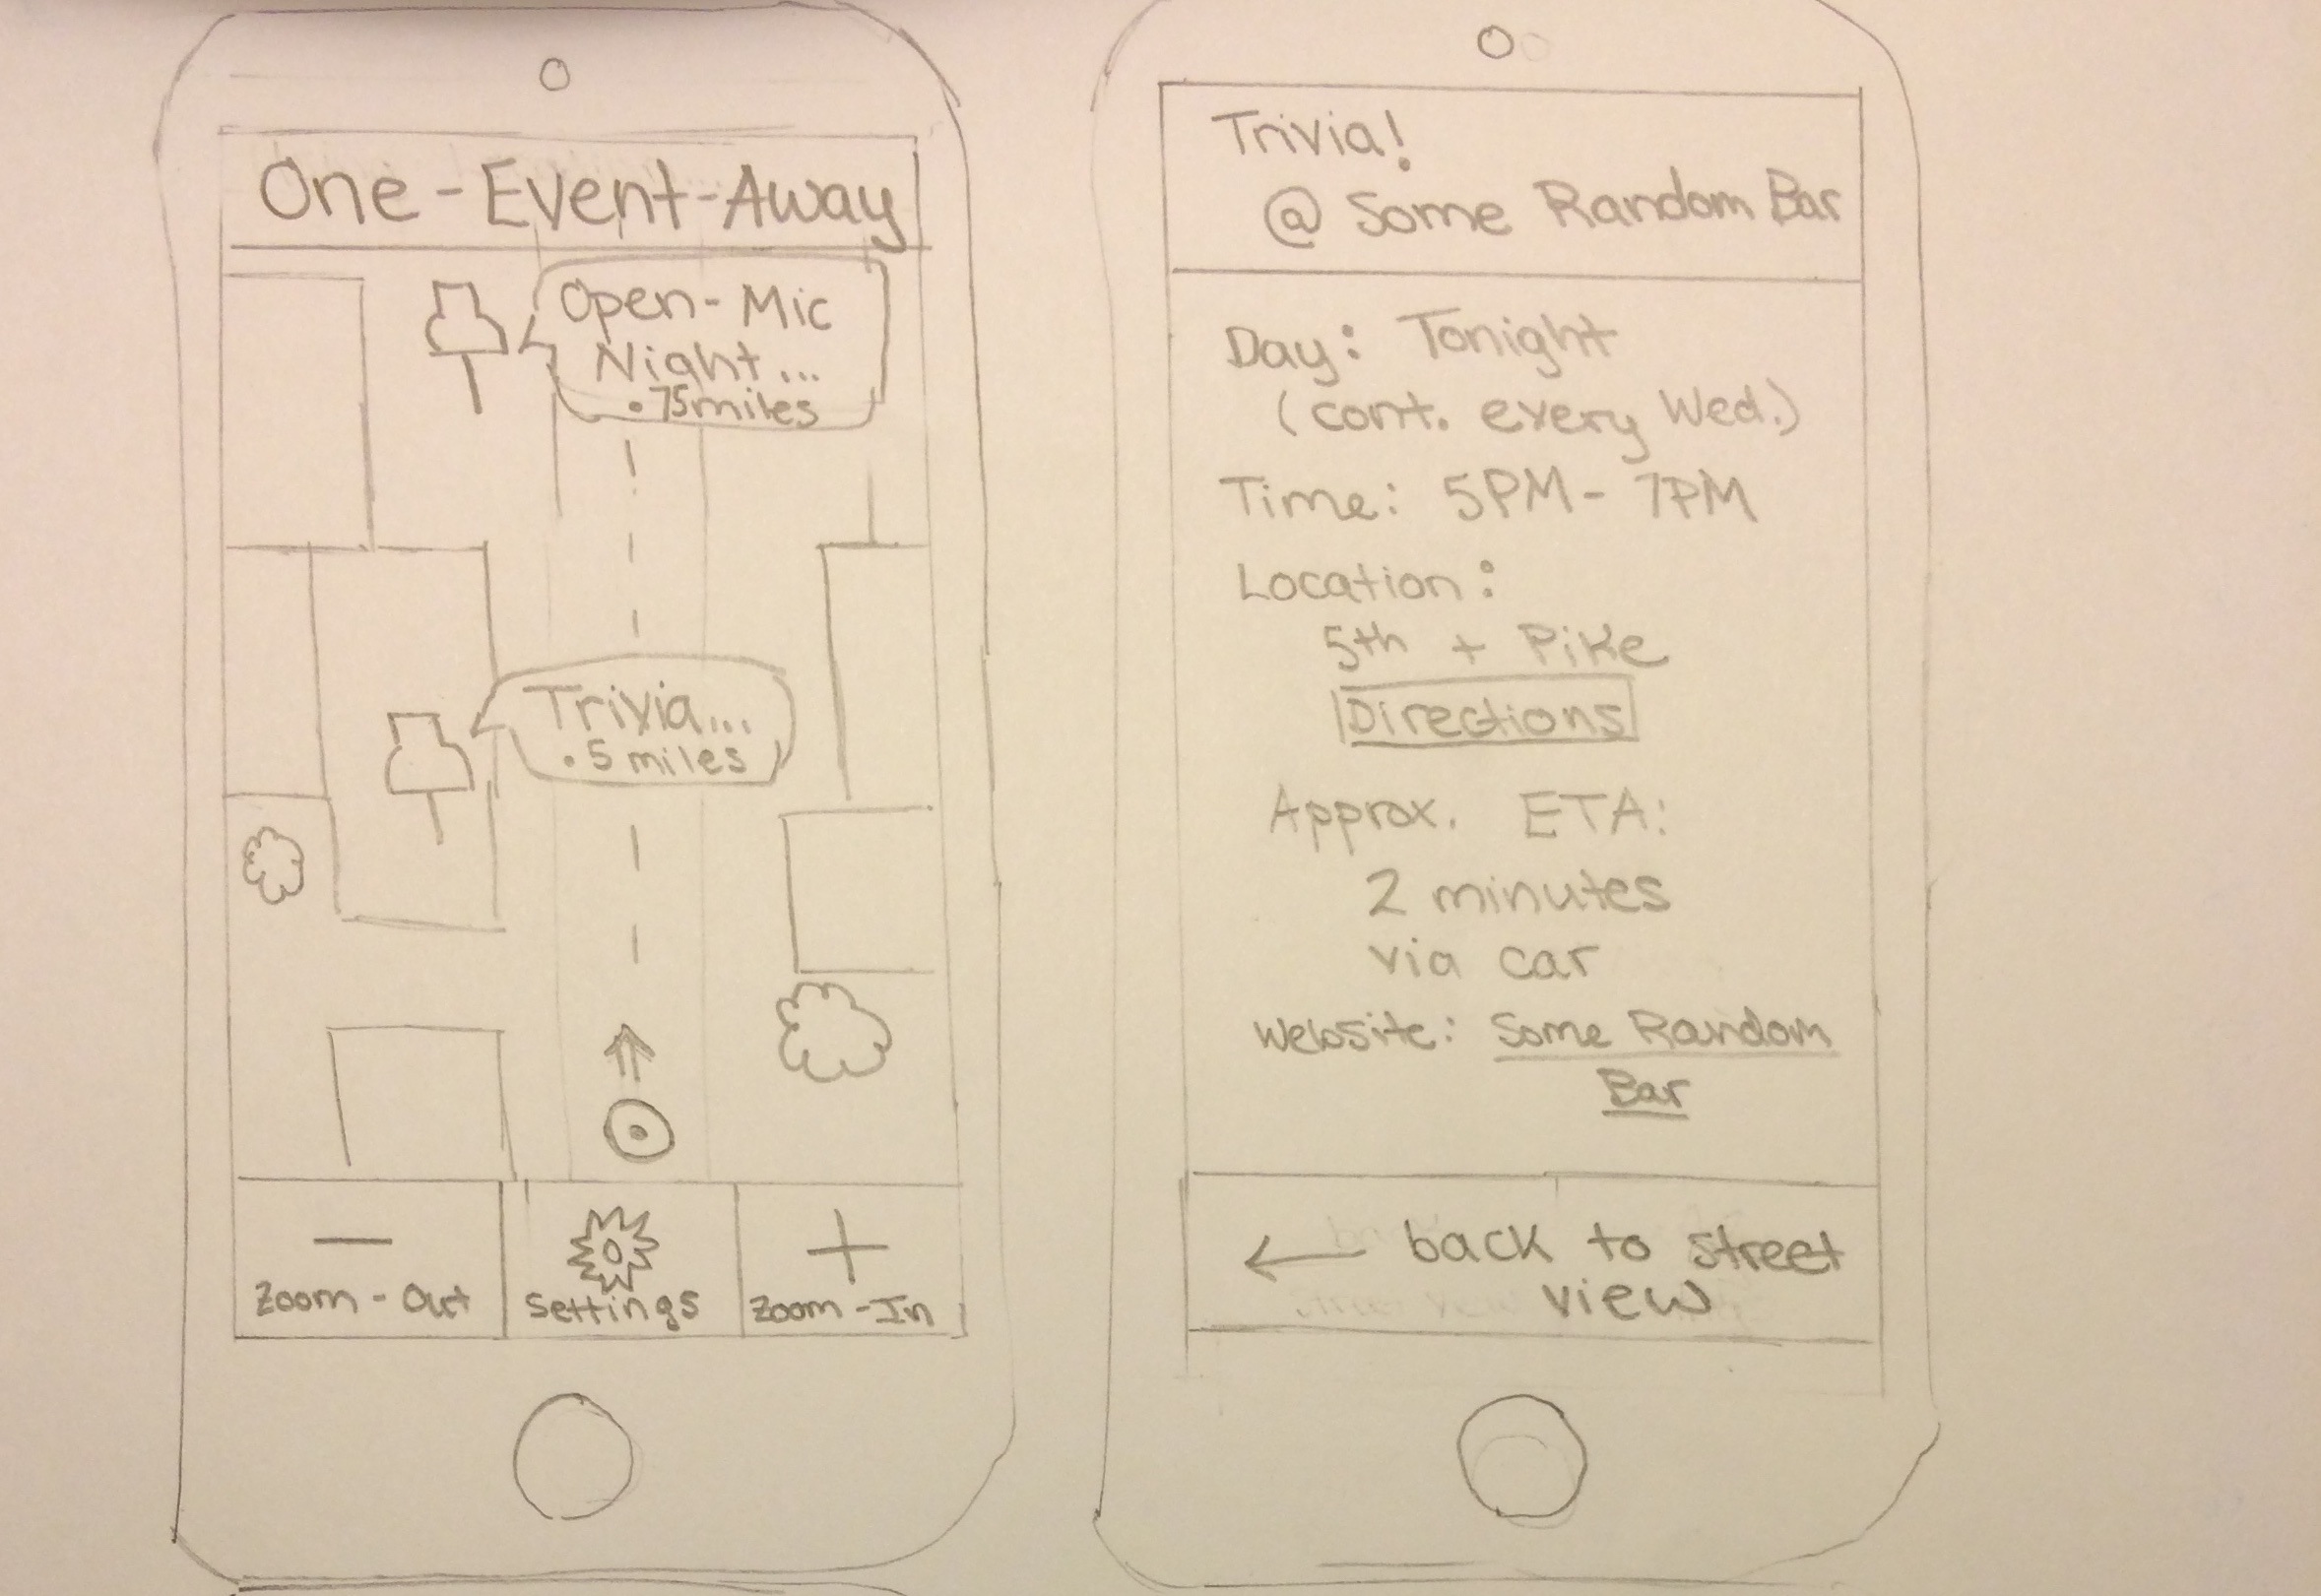 One-Event-Away
Open-Mic
Night...
.75miles
Trivia...
.5 miles
Zoom-Out
Settings
Zoom-In
Trivia!
@ Some Random Bar
Day: Tonight
(cont. every Wed.)
Time: 5PM - 7PM
Location:
5th + Pike
Directions
Approx. ETA:
2 minutes
via car
Website: Some Random
Bar
← back to street
view